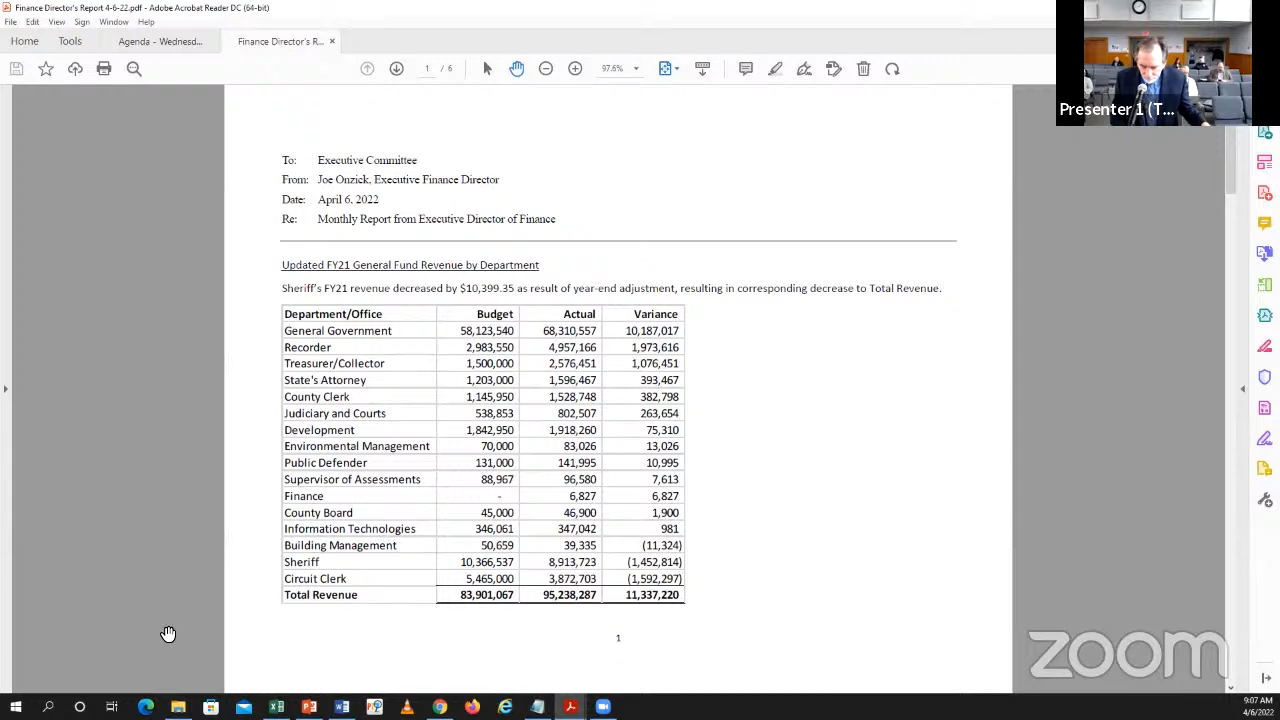 Finance Director's Report 4-6-22.pdf - Adobe Acrobat Reader DC (64-bit)
File Edit View Sign Window Help
Home Tools Agenda - Wednesd... Finance Director's R... ×
1 / 9 97.6%
Presenter 1 (T...
To: Executive Committee
From: Joe Onzick, Executive Finance Director
Date: April 6, 2022
Re: Monthly Report from Executive Director of Finance
Updated FY21 General Fund Revenue by Department
Sheriff's FY21 revenue decreased by $10,399.35 as result of year-end adjustment, resulting in corresponding decrease to Total Revenue.
Department/Office Budget Actual Variance
General Government 58,123,540 68,310,557 10,187,017
Recorder 2,983,550 4,957,166 1,973,616
Treasurer/Collector 1,500,000 2,576,451 1,076,451
State's Attorney 1,203,000 1,596,467 393,467
County Clerk 1,145,950 1,528,748 382,798
Judiciary and Courts 538,853 802,507 263,654
Development 1,842,950 1,918,260 75,310
Environmental Management 70,000 83,026 13,026
Public Defender 131,000 141,995 10,995
Supervisor of Assessments 88,967 96,580 7,613
Finance - 6,827 6,827
County Board 45,000 46,900 1,900
Information Technologies 346,061 347,042 981
Building Management 50,659 39,335 (11,324)
Sheriff 10,366,537 8,913,723 (1,452,814)
Circuit Clerk 5,465,000 3,872,703 (1,592,297)
Total Revenue 83,901,067 95,238,287 11,337,220
1
zoom
9:07 AM
4/6/2022